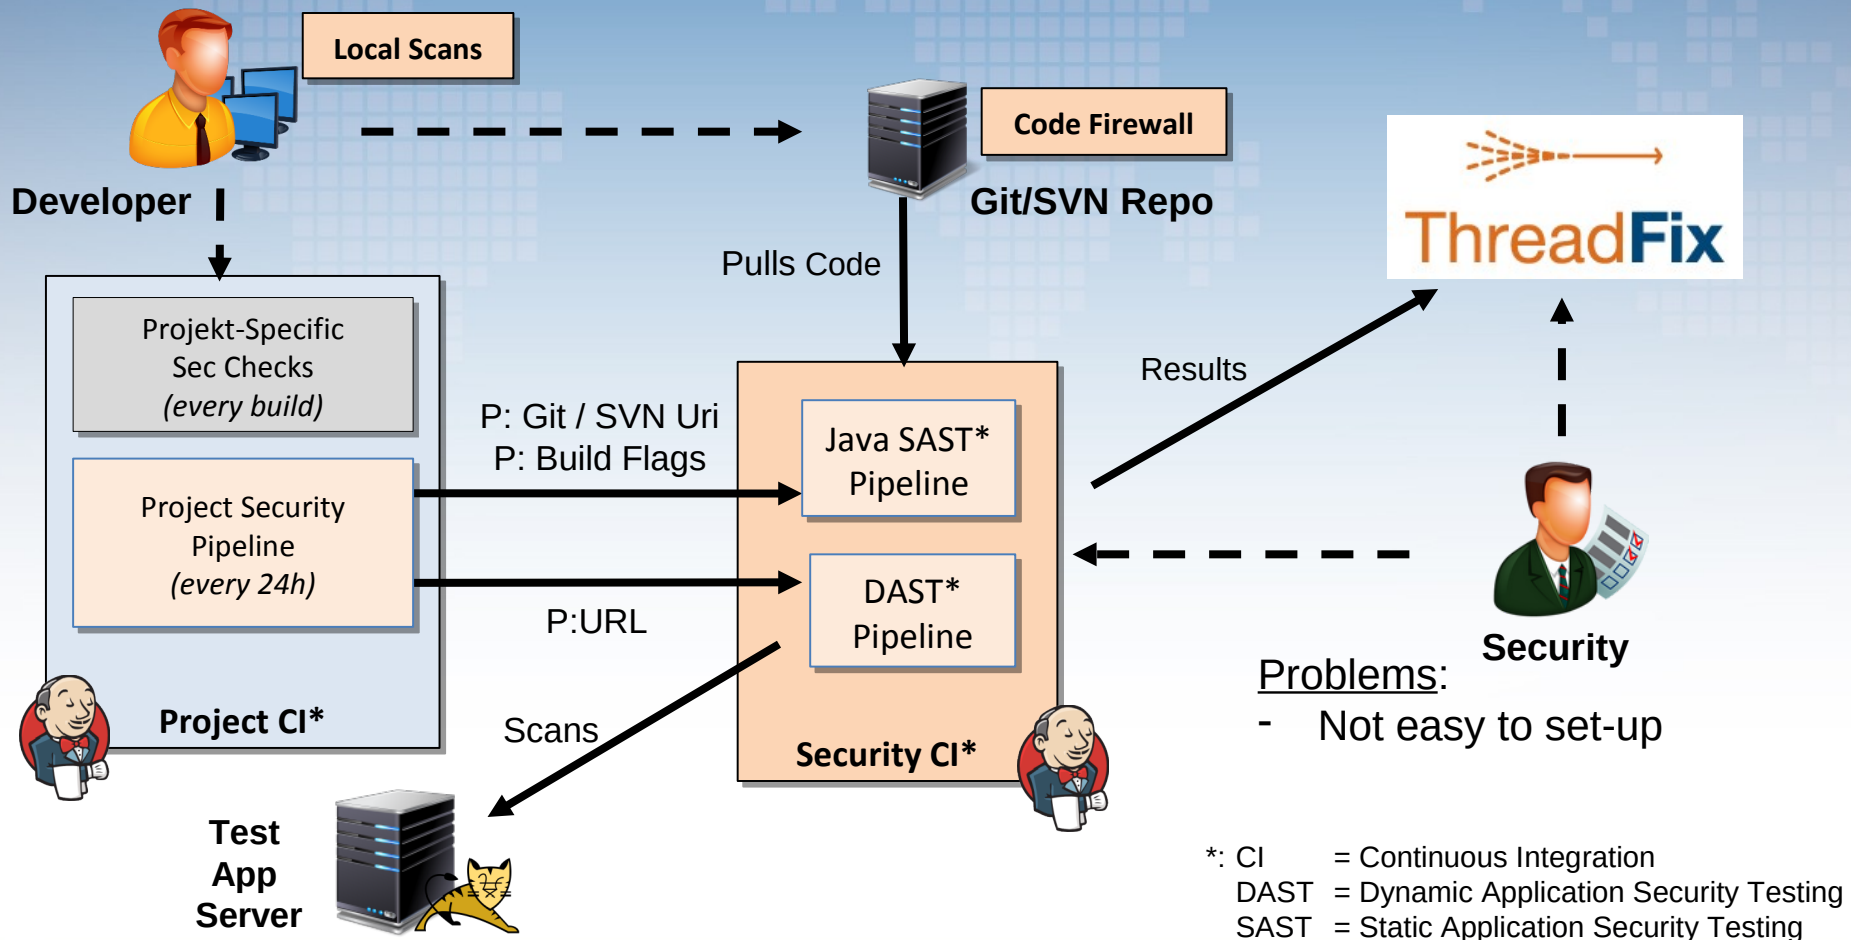 Local Scans
Code Firewall
Developer
Git/SVN Repo
ThreadFix
Pulls Code
Projekt-Specific
Sec Checks
(every build)
Results
P: Git / SVN Uri
P: Build Flags
Java SAST*
Pipeline
Project Security
Pipeline
(every 24h)
P:URL
DAST*
Pipeline
Security
Project CI*
Scans
Security CI*
Problems:
- Not easy to set-up
Test
App
Server
*: CI = Continuous Integration
DAST = Dynamic Application Security Testing
SAST = Static Application Security Testing